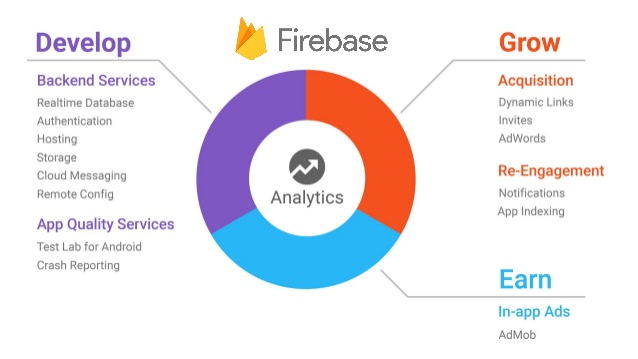 Firebase
Develop
Backend Services
Realtime Database
Authentication
Hosting
Storage
Cloud Messaging
Remote Config
App Quality Services
Test Lab for Android
Crash Reporting
Analytics
Grow
Acquisition
Dynamic Links
Invites
AdWords
Re-Engagement
Notifications
App Indexing
Earn
In-app Ads
AdMob